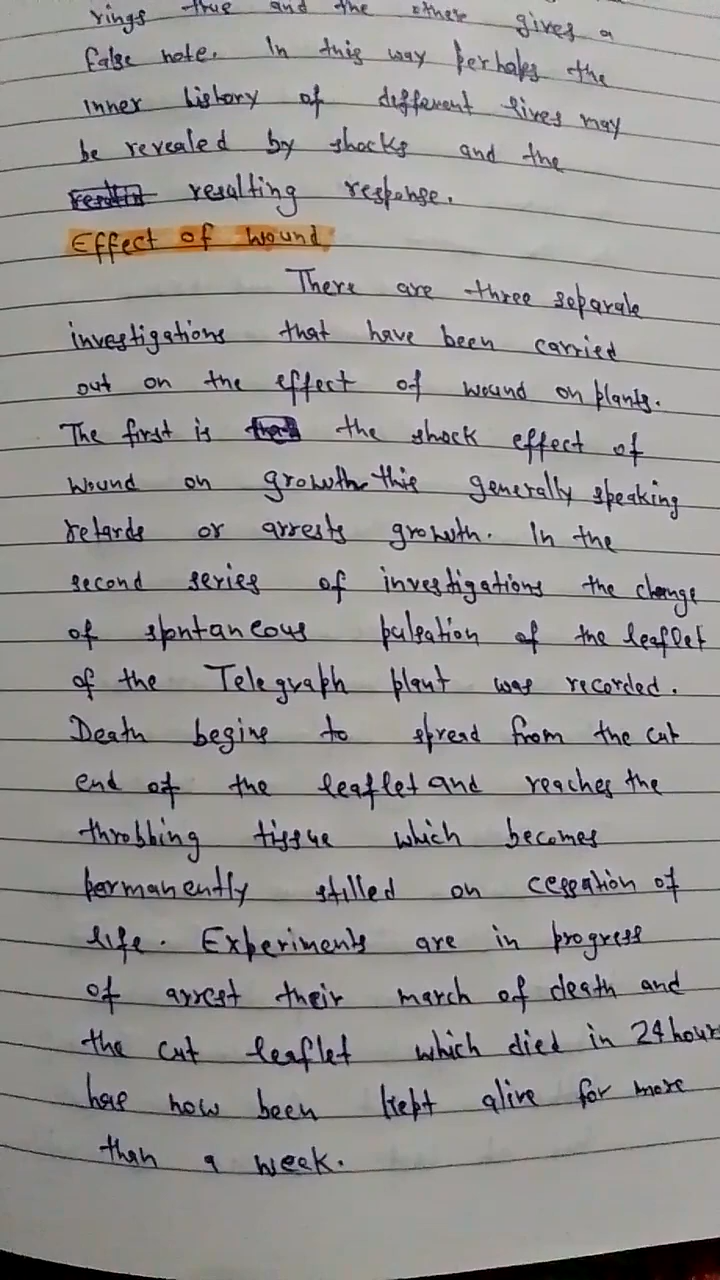 rings true and the other gives a
false note. In this way perhaps the
inner history of different lives may
be revealed by shocks and the
resulting response.
Effect of wound
There are three separate
investigations that have been carried
out on the effect of wound on plants.
The first is the shock effect of
wound on growth this generally speaking
retards or arrests growth. In the
second series of investigations the change
of spntaneous pulsation of the leaflet
of the Telegraph plant was recorded.
Death begins to spread from the cut
end of the leaflet and reaches the
throbbing tissue which becomes
permanently stilled on cessation of
life. Experiments are in progress
of arrest their march of death and
the cut leaflet which died in 24 hour
has now been kept alive for more
than a week.